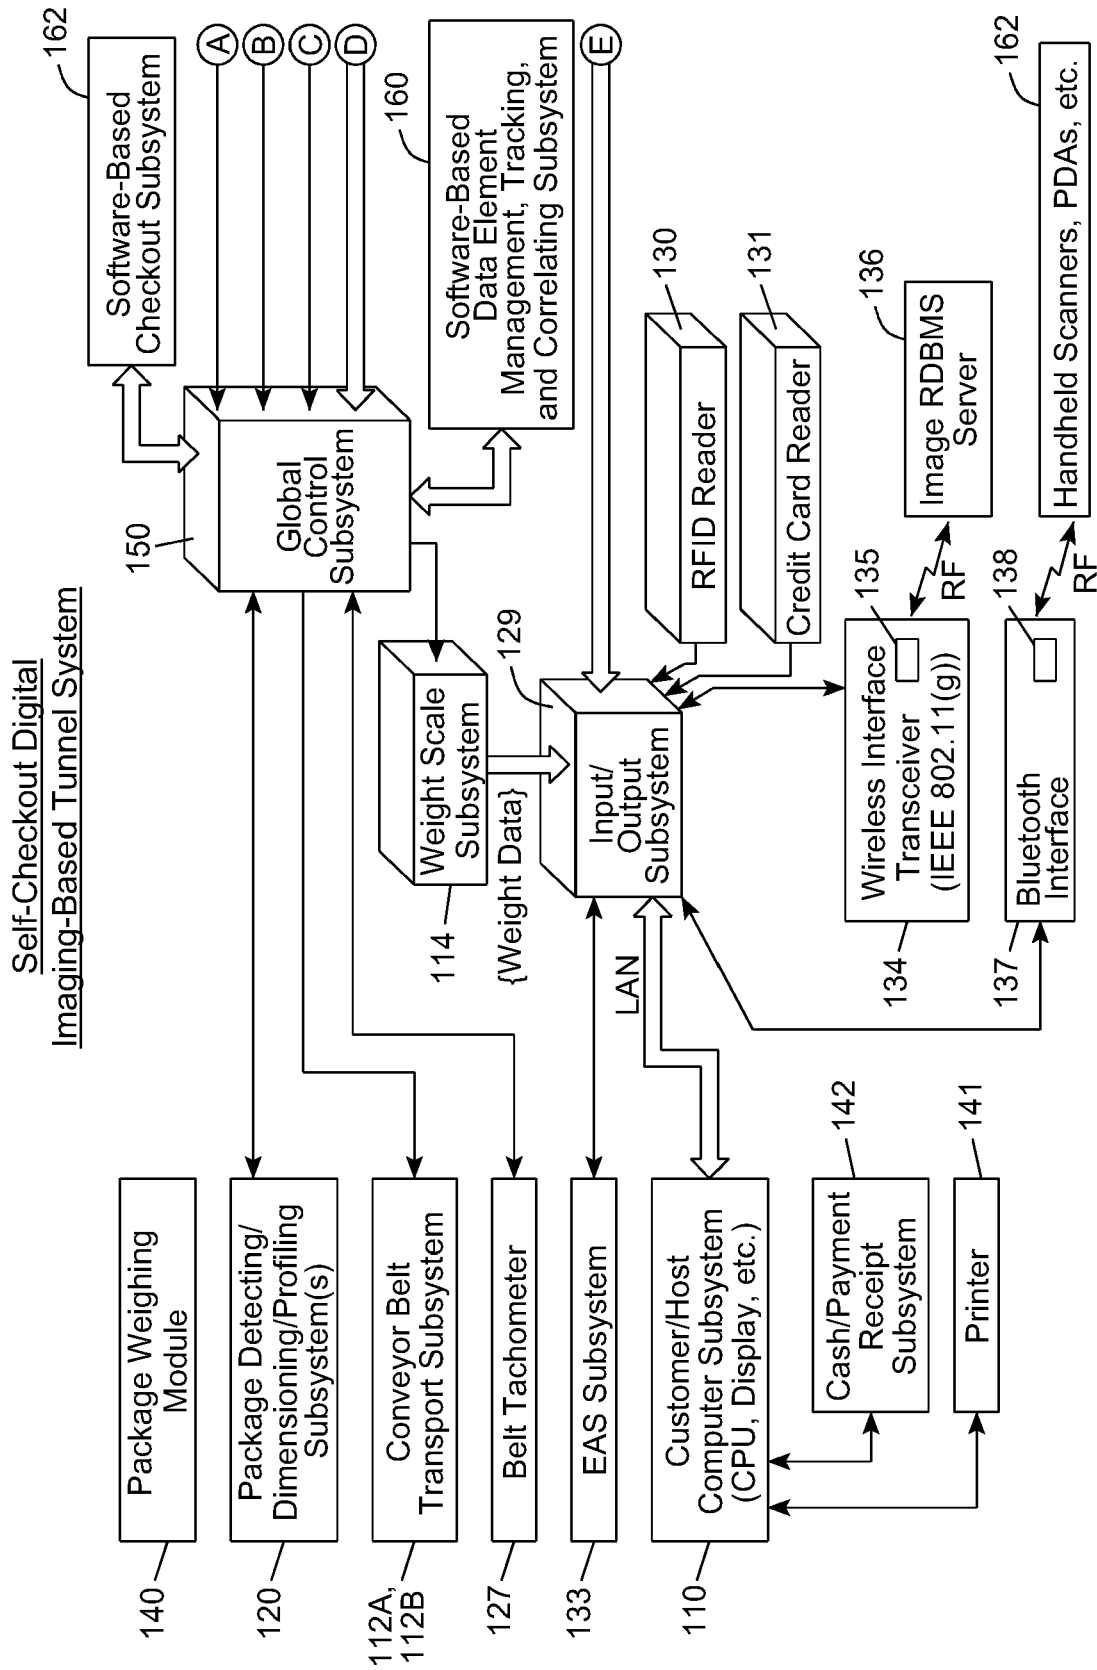 Self-Checkout Digital
Imaging-Based Tunnel System
140
Package Weighing
Module
120
Package Detecting/
Dimensioning/Profiling
Subsystem(s)
112A,
112B
Conveyor Belt
Transport Subsystem
127
Belt Tachometer
133
EAS Subsystem
110
Customer/Host
Computer Subsystem
(CPU, Display, etc.)
142
Cash/Payment
Receipt
Subsystem
141
Printer
150
Global
Control
Subsystem
162
Software-Based
Checkout Subsystem
A
B
C
D
160
Software-Based
Data Element
Management, Tracking,
and Correlating Subsystem
E
114
Weight Scale
Subsystem
{Weight Data}
129
Input/
Output
Subsystem
LAN
130
RFID Reader
131
Credit Card Reader
134
Wireless Interface
Transceiver
(IEEE 802.11(g))
135
RF
136
Image RDBMS
Server
137
Bluetooth
Interface
138
RF
162
Handheld Scanners, PDAs, etc.